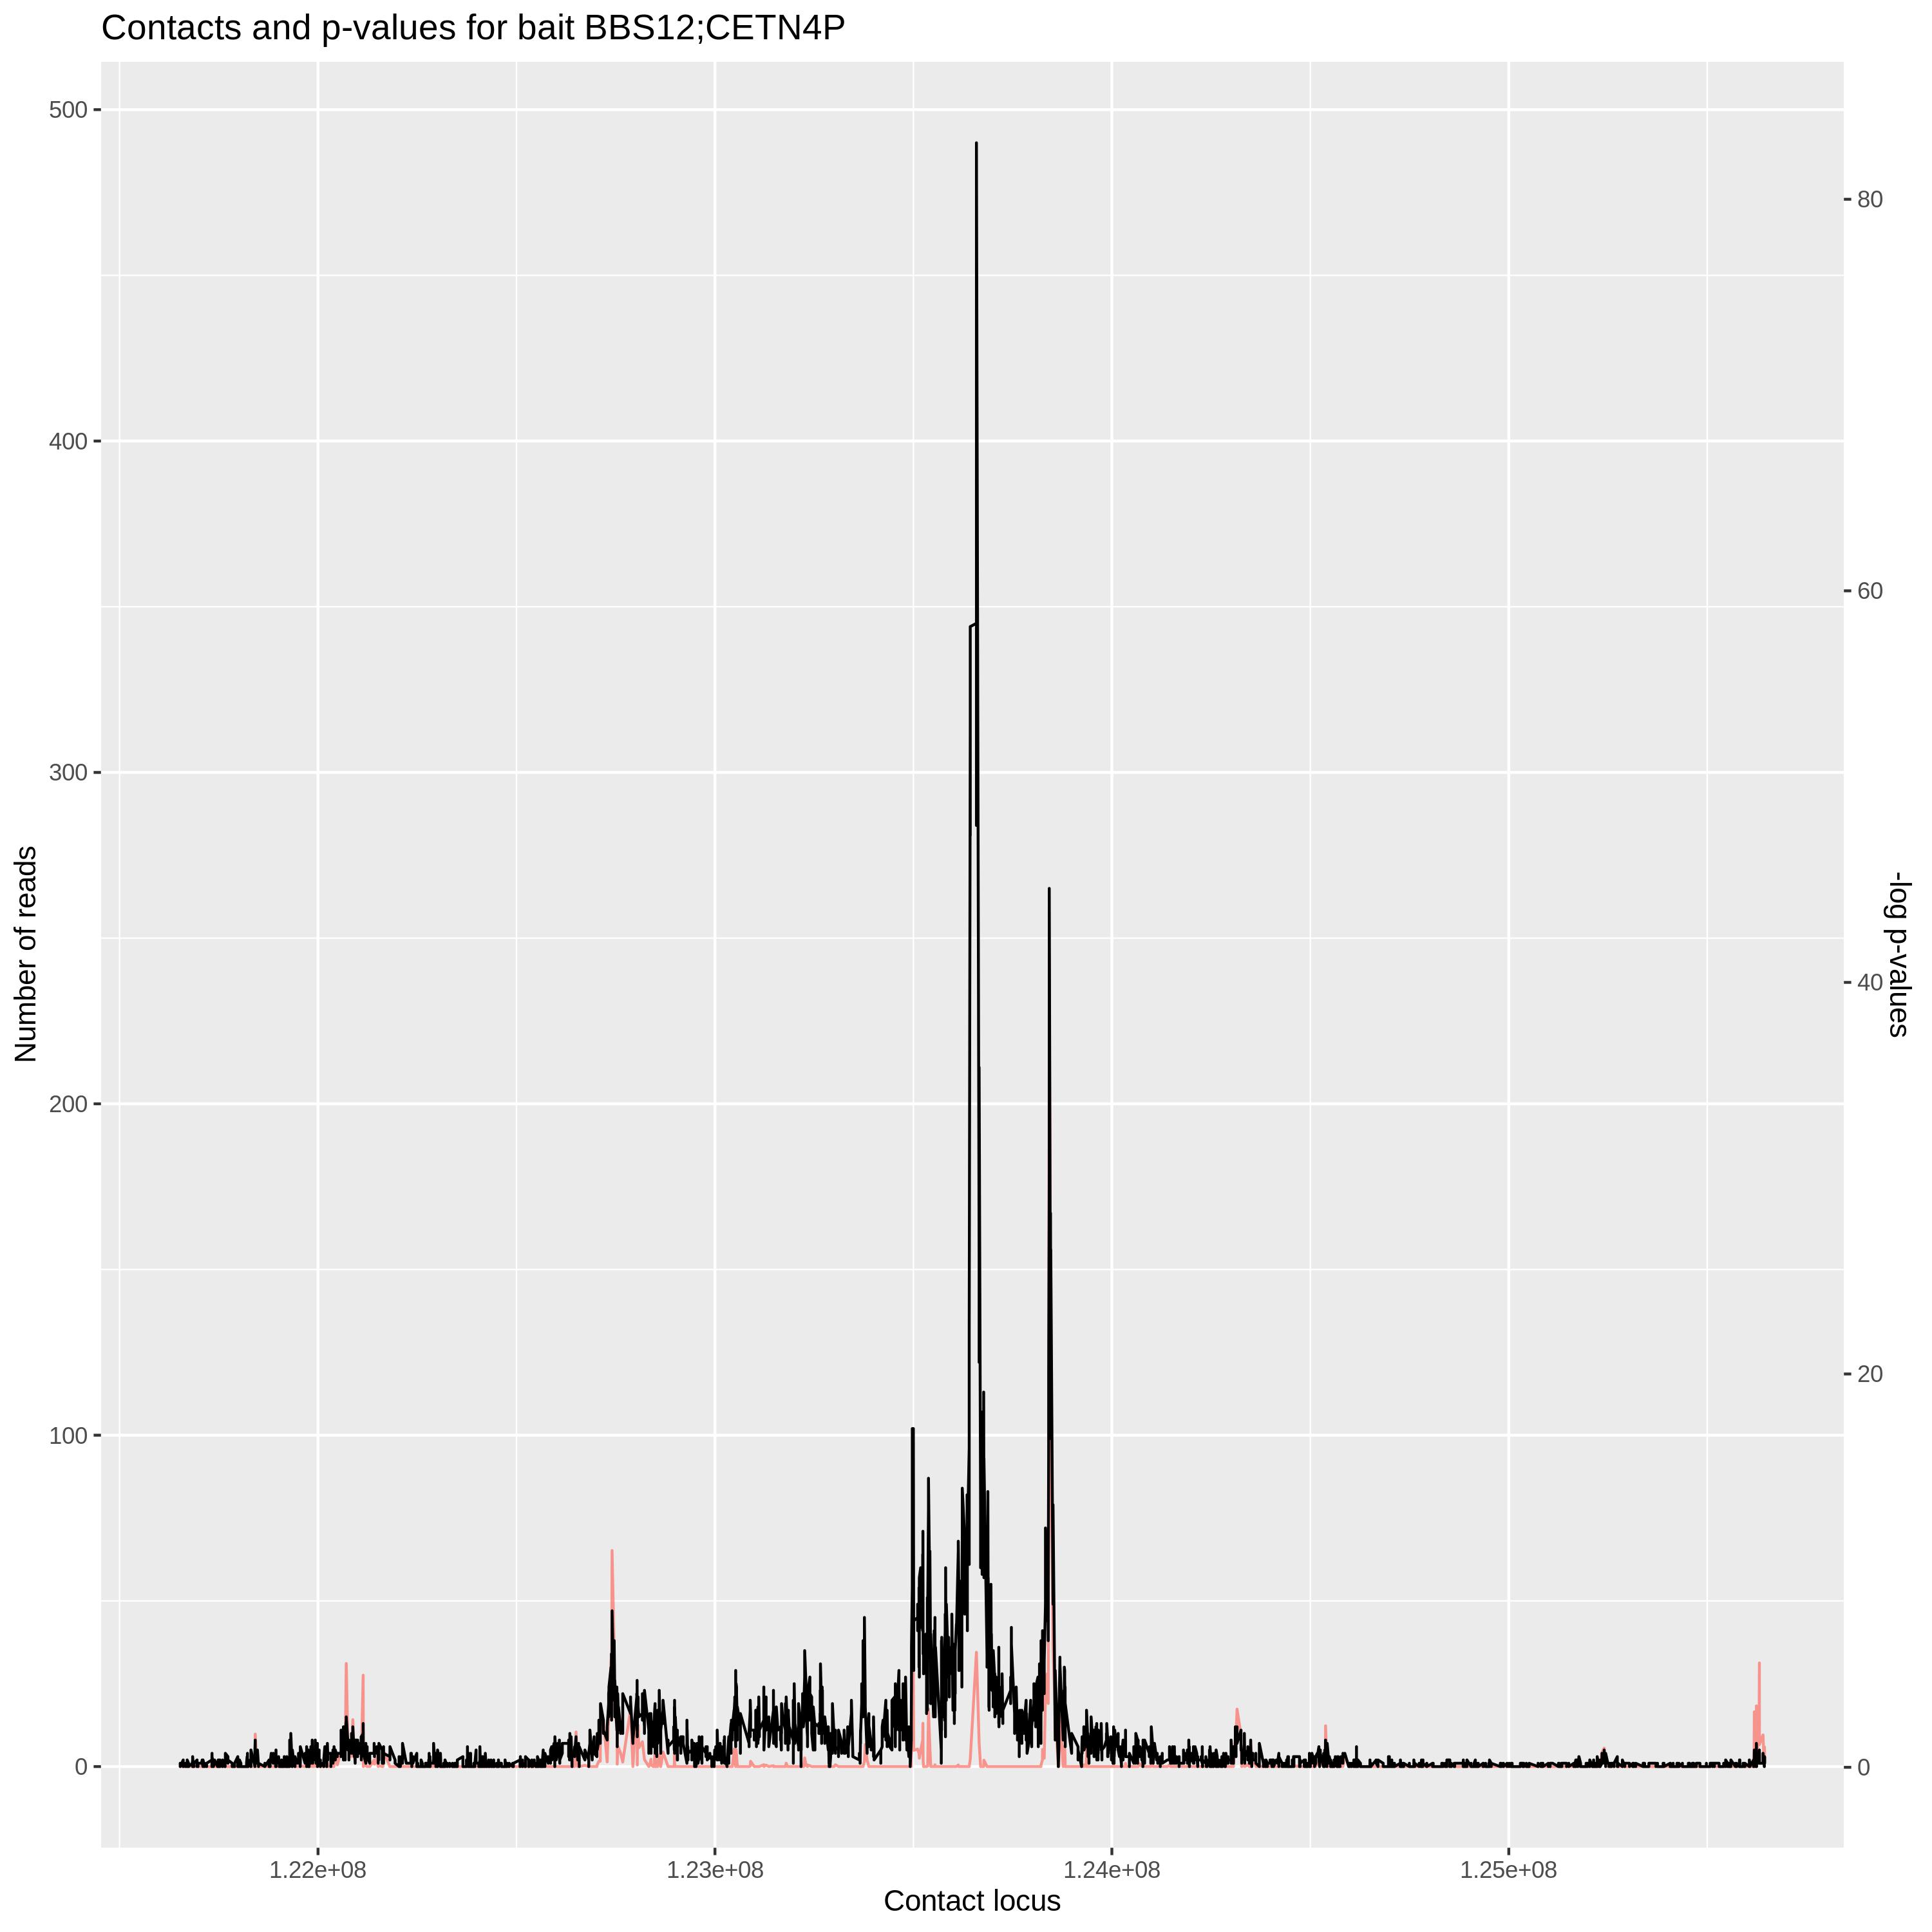 Contacts and p-values for bait BBS12;CETN4P
500
400
300
200
100
0
Number of reads
80
60
40
20
0
-log p-values
1.22e+08
1.23e+08
1.24e+08
1.25e+08
Contact locus